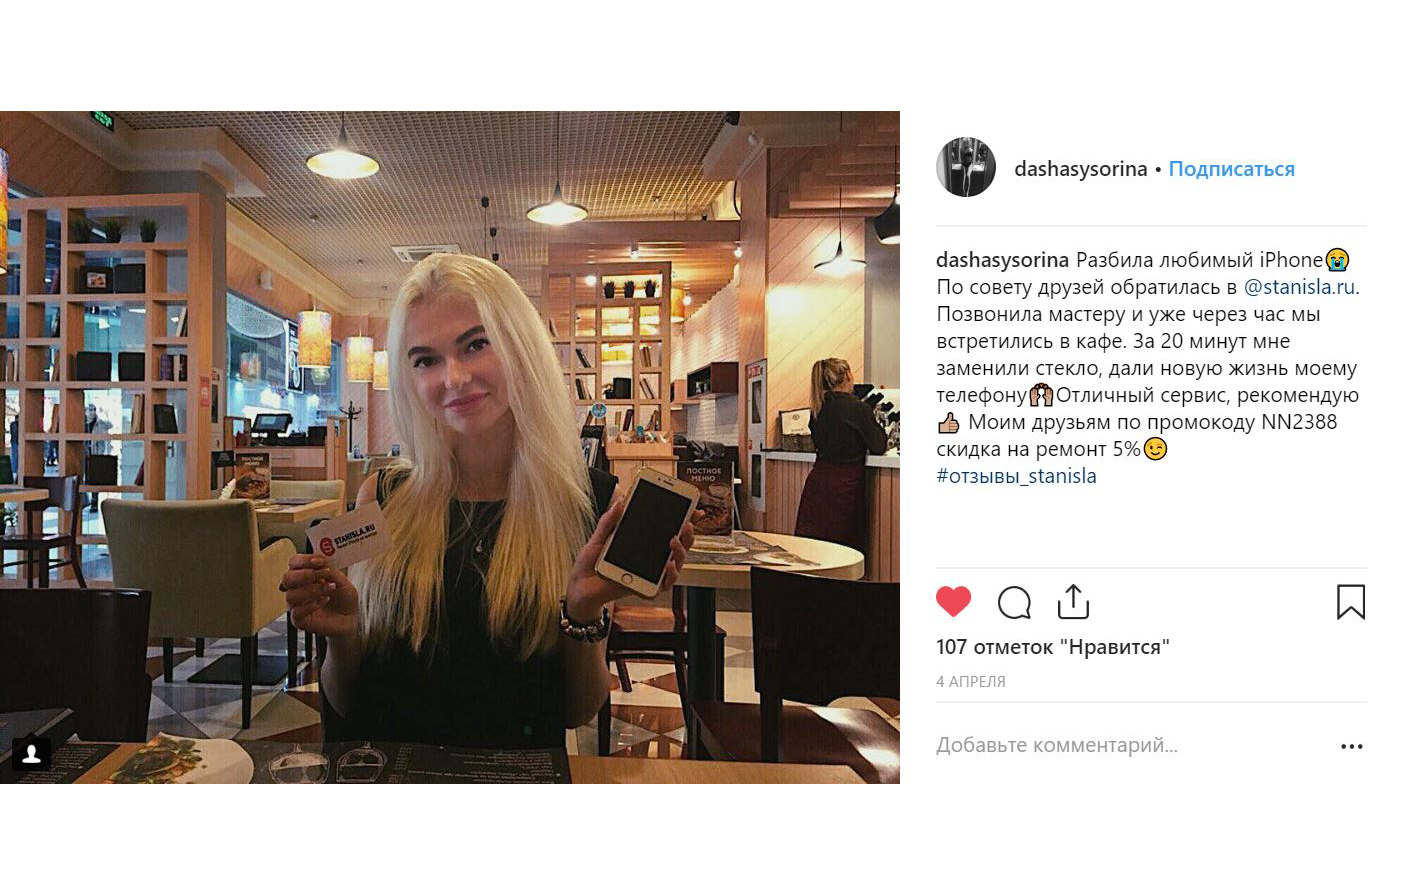 dashasysorina • Подписаться
dashasysorina Разбила любимый iPhone😭
По совету друзей обратилась в @stanisla.ru.
Позвонила мастеру и уже через час мы
встретились в кафе. За 20 минут мне
заменили стекло, дали новую жизнь моему
телефону🙌🏼Отличный сервис, рекомендую
👍🏼 Моим друзьям по промокоду NN2388
скидка на ремонт 5%😉
#отзывы_stanisla
107 отметок "Нравится"
4 АПРЕЛЯ
Добавьте комментарий...
ПОСТНОЕ
МЕНЮ
ПОСТНОЕ
МЕНЮ
STANISLA.RU